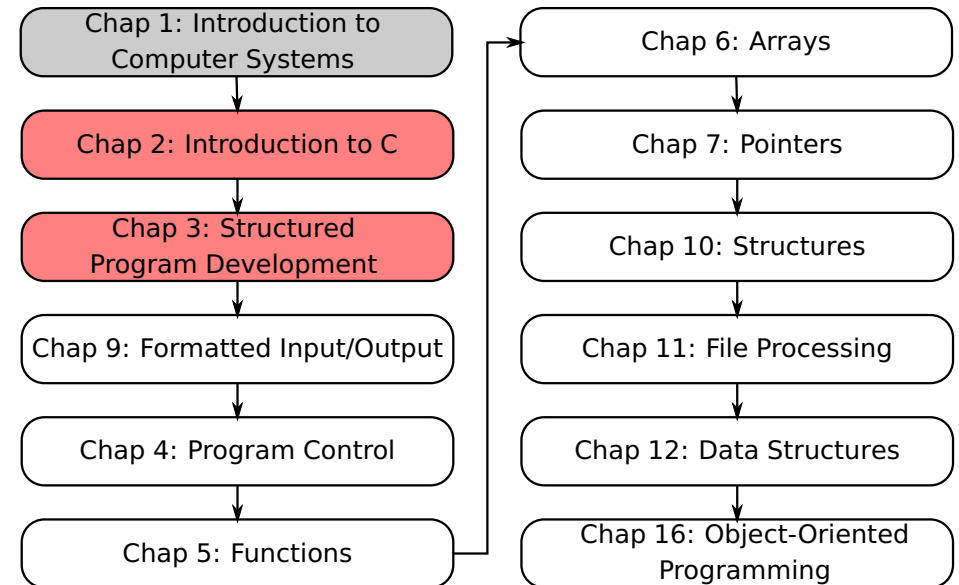 Chap 1: Introduction to
Computer Systems
Chap 2: Introduction to C
Chap 3: Structured
Program Development
Chap 9: Formatted Input/Output
Chap 4: Program Control
Chap 5: Functions
Chap 6: Arrays
Chap 7: Pointers
Chap 10: Structures
Chap 11: File Processing
Chap 12: Data Structures
Chap 16: Object-Oriented
Programming